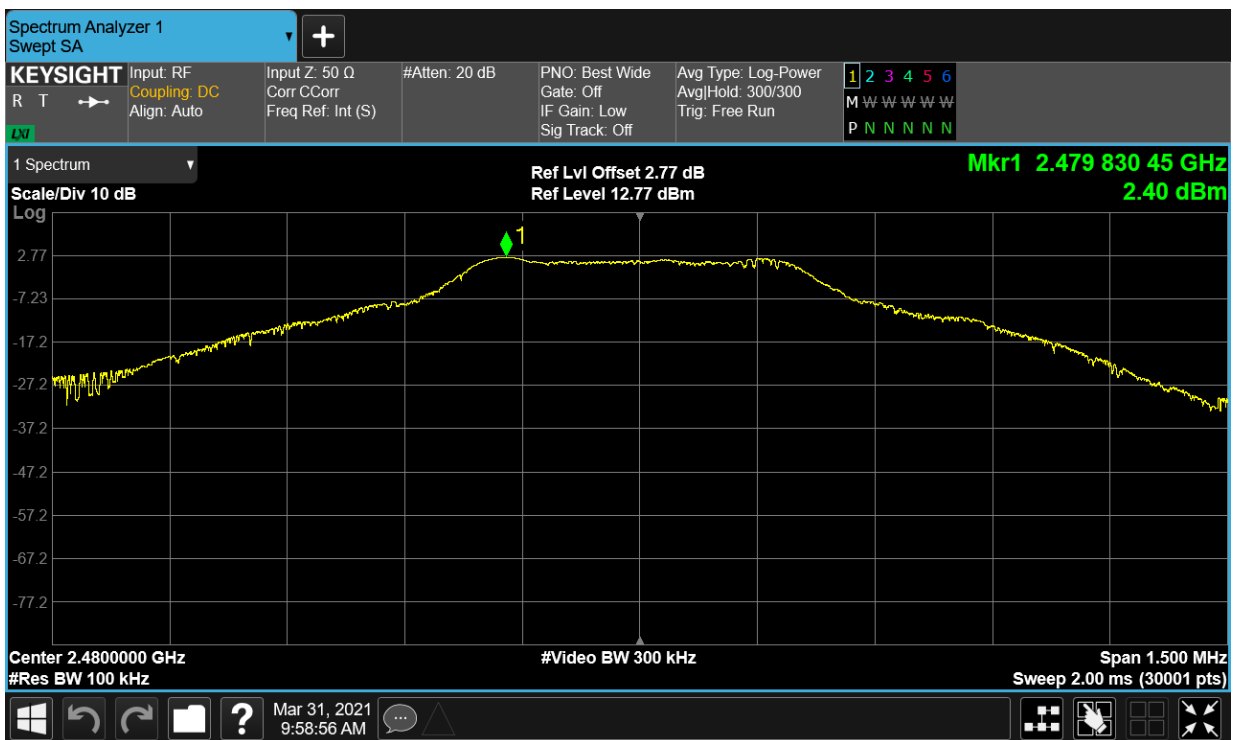 Spectrum Analyzer 1
Swept SA
KEYSIGHT
R T
LXI
Input: RF
Coupling: DC
Align: Auto
Input Z: 50 Ω
Corr CCorr
Freq Ref: Int (S)
#Atten: 20 dB
PNO: Best Wide
Gate: Off
IF Gain: Low
Sig Track: Off
Avg Type: Log-Power
Avg|Hold: 300/300
Trig: Free Run
1 2 3 4 5 6
M W W W W W
P N N N N N
1 Spectrum
Scale/Div 10 dB
Log
Ref Lvl Offset 2.77 dB
Ref Level 12.77 dBm
Mkr1 2.479 830 45 GHz
2.40 dBm
1
2.77
-7.23
-17.2
-27.2
-37.2
-47.2
-57.2
-67.2
-77.2
Center 2.4800000 GHz
#Res BW 100 kHz
#Video BW 300 kHz
Span 1.500 MHz
Sweep 2.00 ms (30001 pts)
?
Mar 31, 2021
9:58:56 AM